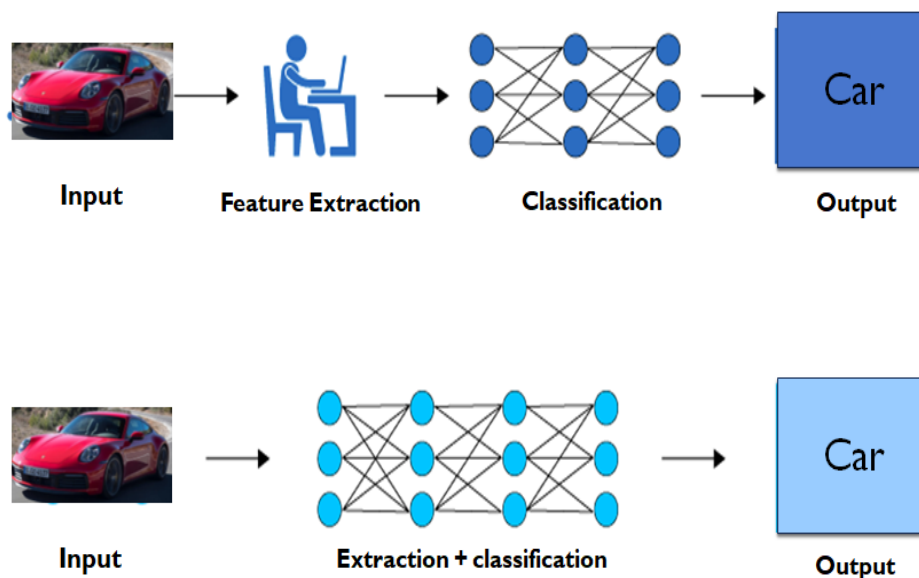 Car
Input
Feature Extraction
Classification
Output
Car
Input
Extraction + classification
Output